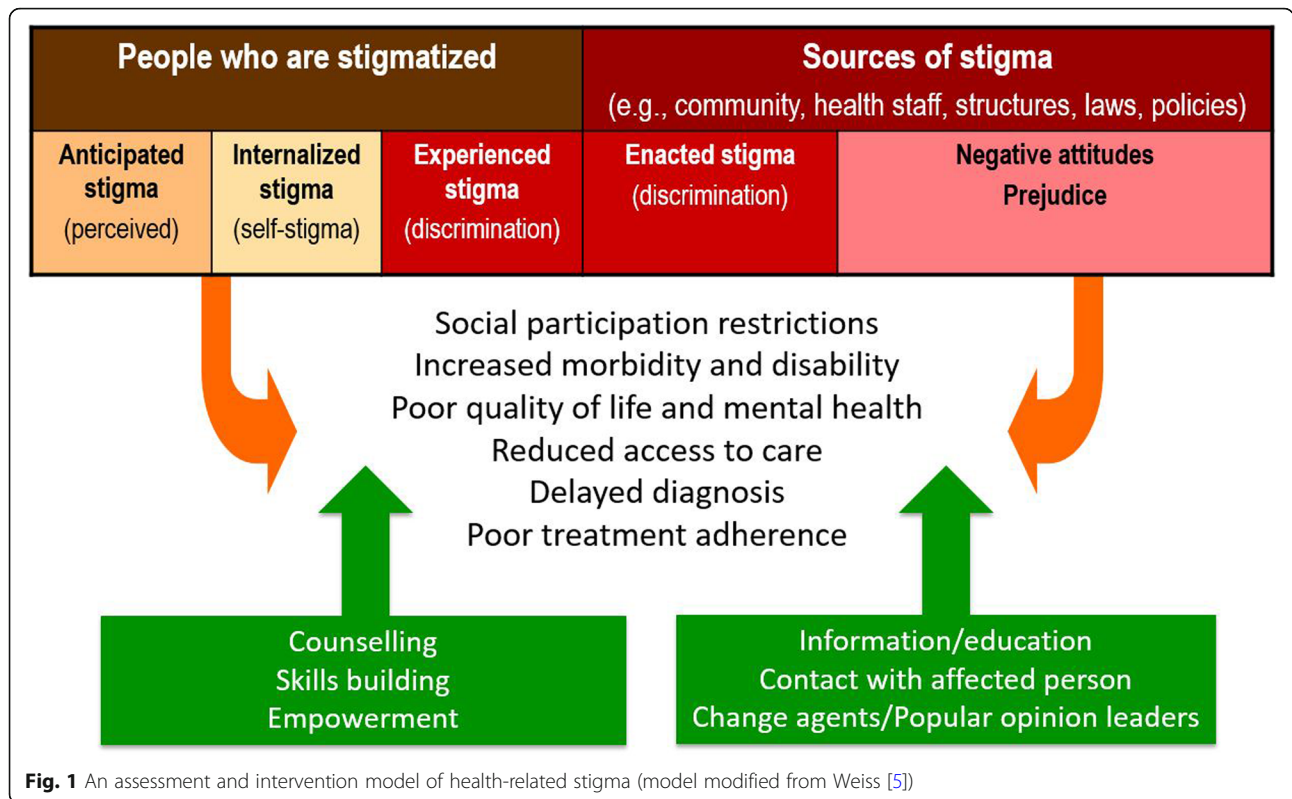 People who are stigmatized
Sources of stigma
(e.g., community, health staff, structures, laws, policies)
Anticipated
stigma
(perceived)
Internalized
stigma
(self-stigma)
Experienced
stigma
(discrimination)
Enacted stigma
(discrimination)
Negative attitudes
Prejudice
Social participation restrictions
Increased morbidity and disability
Poor quality of life and mental health
Reduced access to care
Delayed diagnosis
Poor treatment adherence
Counselling
Skills building
Empowerment
Information/education
Contact with affected person
Change agents/Popular opinion leaders
Fig. 1 An assessment and intervention model of health-related stigma (model modified from Weiss [5])